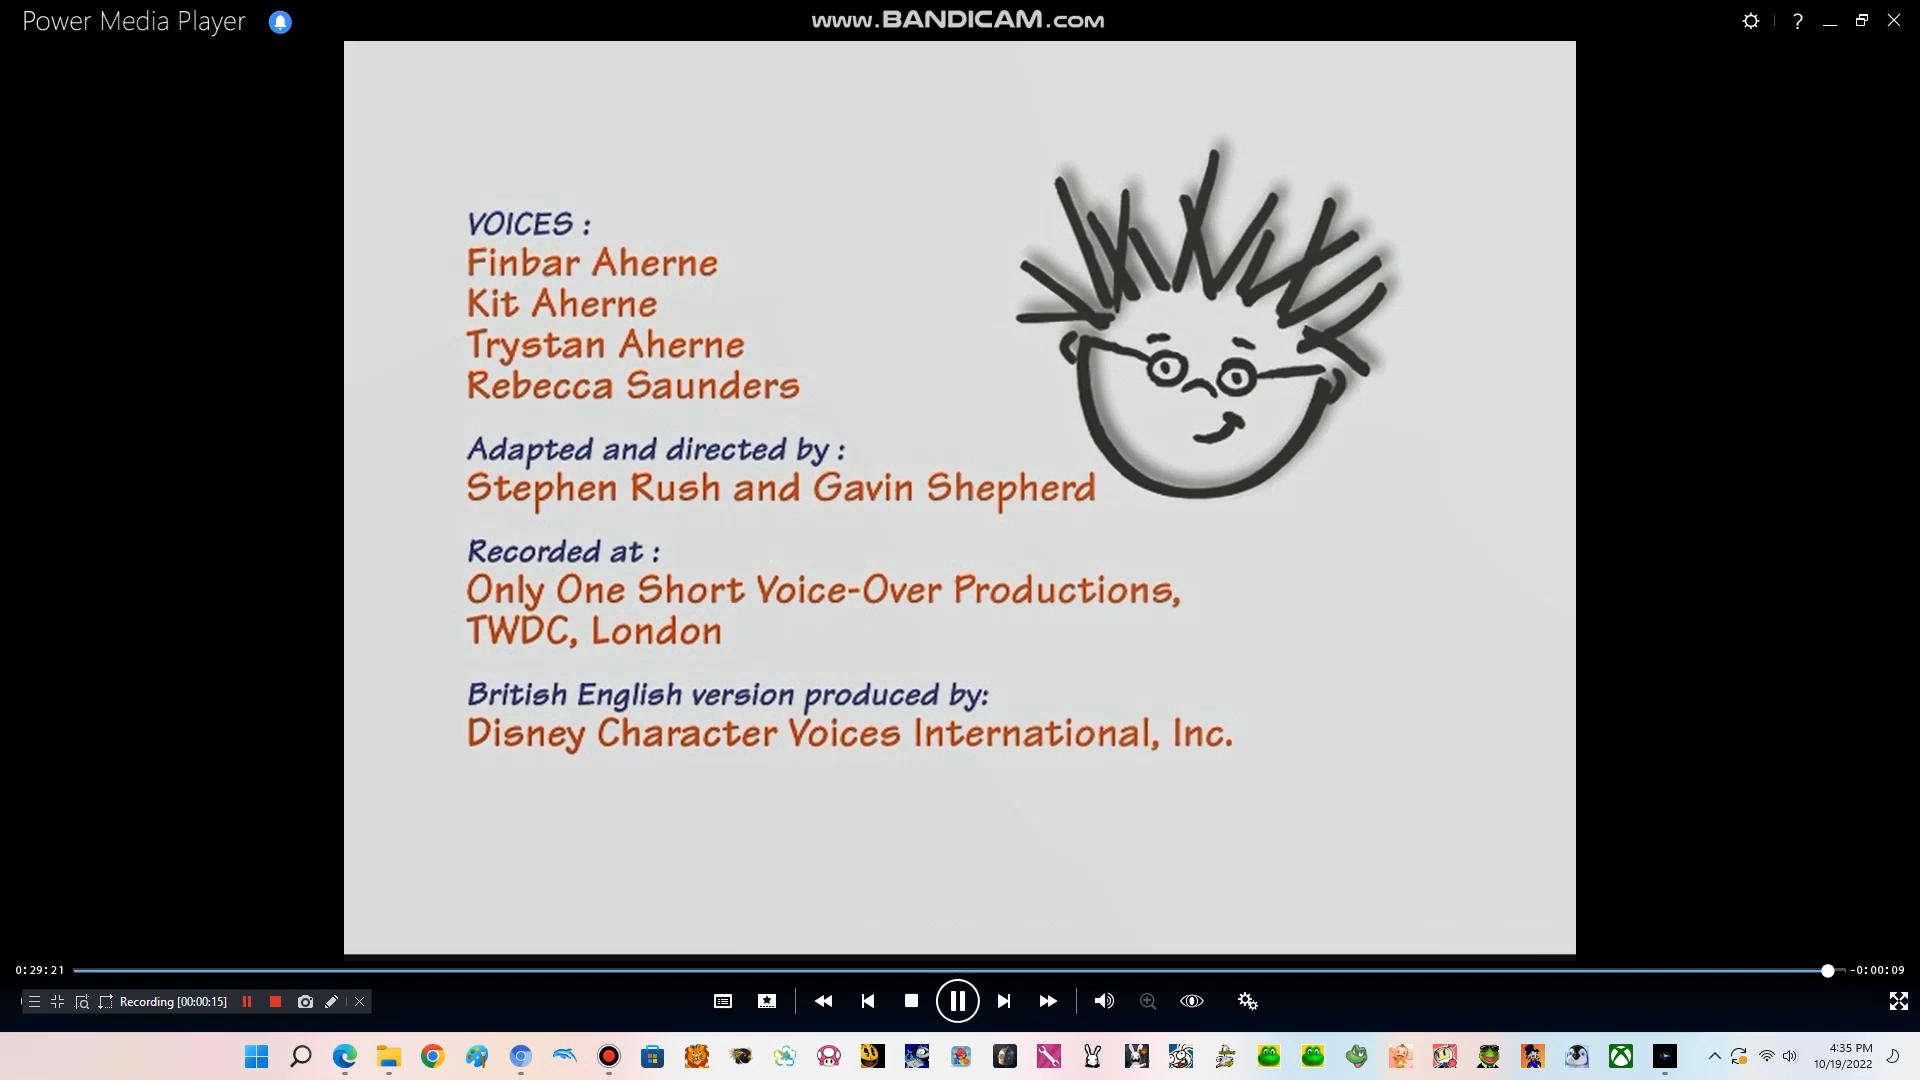 Power Media Player
www.BANDICAM.com
VOICES :
Finbar Aherne
Kit Aherne
Trystan Aherne
Rebecca Saunders
Adapted and directed by :
Stephen Rush and Gavin Shepherd
Recorded at :
Only One Short Voice-Over Productions,
TWDC, London
British English version produced by:
Disney Character Voices International, Inc.
0:29:21
-0:00:09
Recording [00:00:15]
4:35 PM
10/19/2022